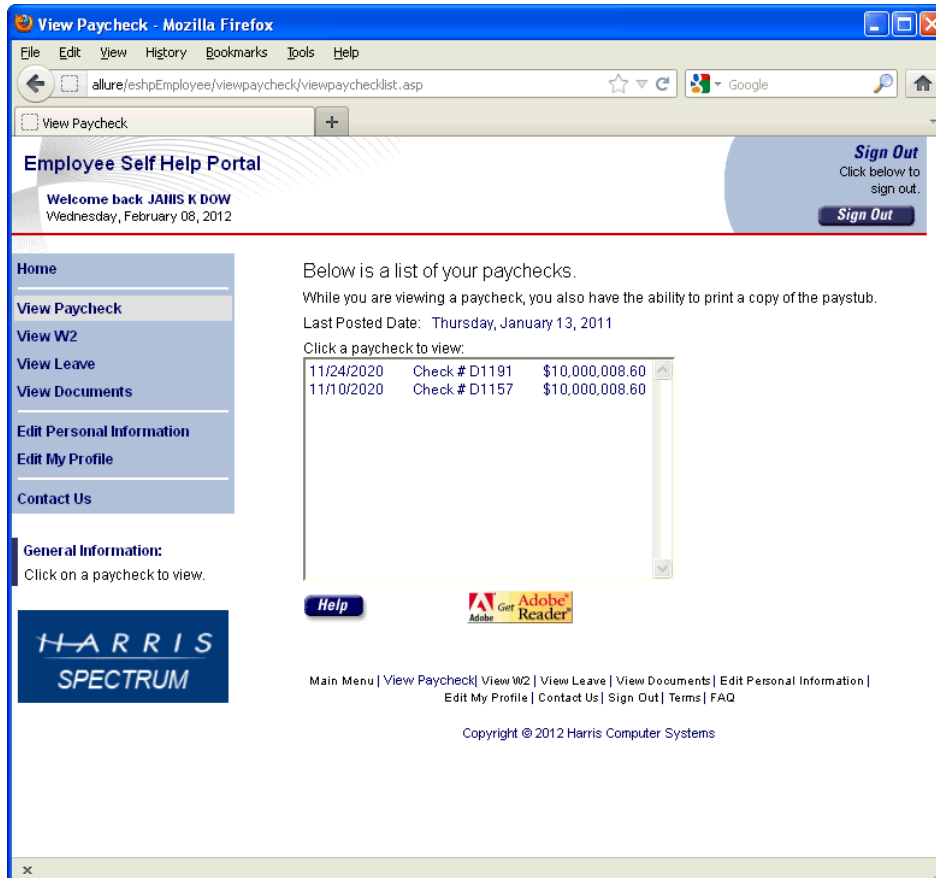 View Paycheck - Mozilla Firefox
File Edit View History Bookmarks Tools Help
allure/eshpEmployee/viewpaycheck/viewpaychecklist.asp
Google
View Paycheck
+
Employee Self Help Portal
Welcome back JANIS K DOW
Wednesday, February 08, 2012
Sign Out
Click below to
sign out.
Sign Out
Home
View Paycheck
View W2
View Leave
View Documents
Edit Personal Information
Edit My Profile
Contact Us
General Information:
Click on a paycheck to view.
HARRIS
SPECTRUM
Below is a list of your paychecks.
While you are viewing a paycheck, you also have the ability to print a copy of the paystub.
Last Posted Date: Thursday, January 13, 2011
Click a paycheck to view:
11/24/2020 Check # D1191 $10,000,008.60
11/10/2020 Check # D1157 $10,000,008.60
Help
Adobe Get Adobe® Reader®
Main Menu | View Paycheck | View W2 | View Leave | View Documents | Edit Personal Information |
Edit My Profile | Contact Us | Sign Out | Terms | FAQ
Copyright © 2012 Harris Computer Systems
x